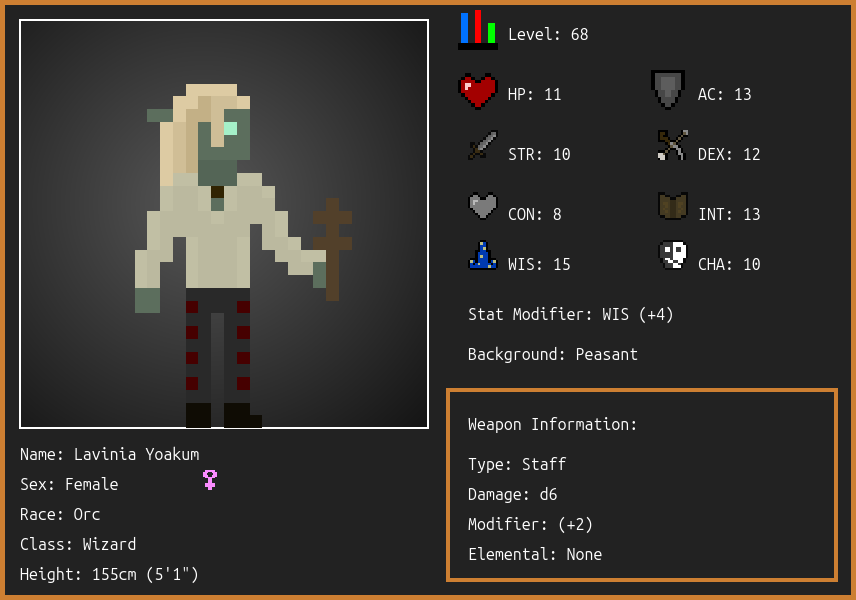 Level: 68
HP: 11
AC: 13
STR: 10
DEX: 12
CON: 8
INT: 13
WIS: 15
CHA: 10
Stat Modifier: WIS (+4)
Background: Peasant
Weapon Information:
Type: Staff
Damage: d6
Modifier: (+2)
Elemental: None
Name: Lavinia Yoakum
Sex: Female
Race: Orc
Class: Wizard
Height: 155cm (5'1")